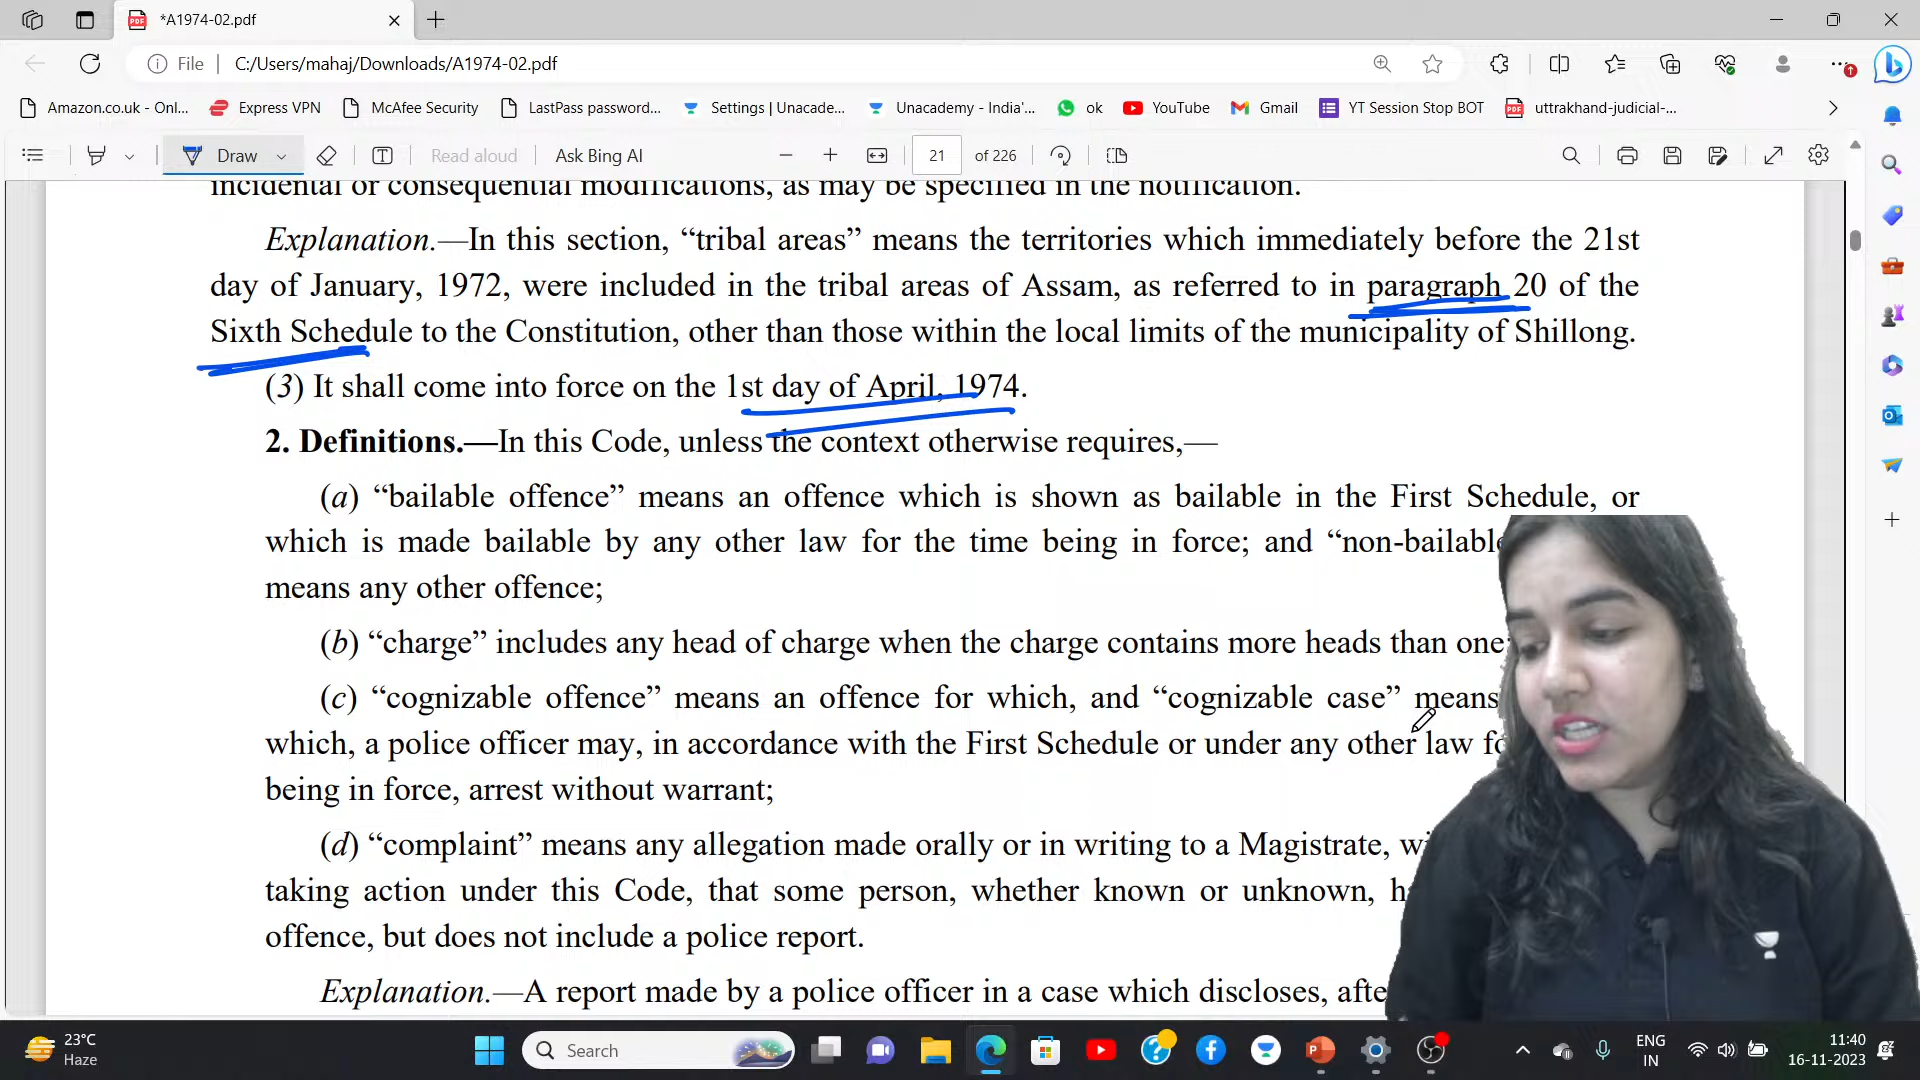 *A1974-02.pdf
File
C:/Users/mahaj/Downloads/A1974-02.pdf
Amazon.co.uk - Onl...
Express VPN
McAfee Security
LastPass password...
Settings | Unacade...
Unacademy - India'...
ok
YouTube
Gmail
YT Session Stop BOT
uttrakhand-judicial-...
Draw
Read aloud
Ask Bing AI
21
of 226
incidental or consequential modifications, as may be specified in the notification.
Explanation.—In this section, “tribal areas” means the territories which immediately before the 21st
day of January, 1972, were included in the tribal areas of Assam, as referred to in paragraph 20 of the
Sixth Schedule to the Constitution, other than those within the local limits of the municipality of Shillong.
(3) It shall come into force on the 1st day of April, 1974.
2. Definitions.—In this Code, unless the context otherwise requires,—
(a) “bailable offence” means an offence which is shown as bailable in the First Schedule, or
which is made bailable by any other law for the time being in force; and “non-bailable
means any other offence;
(b) “charge” includes any head of charge when the charge contains more heads than one;
(c) “cognizable offence” means an offence for which, and “cognizable case” means
which, a police officer may, in accordance with the First Schedule or under any other law
being in force, arrest without warrant;
(d) “complaint” means any allegation made orally or in writing to a Magistrate,
taking action under this Code, that some person, whether known or unknown,
offence, but does not include a police report.
Explanation.—A report made by a police officer in a case which discloses,
23°C
Haze
Search
ENG
IN
11:40
16-11-2023